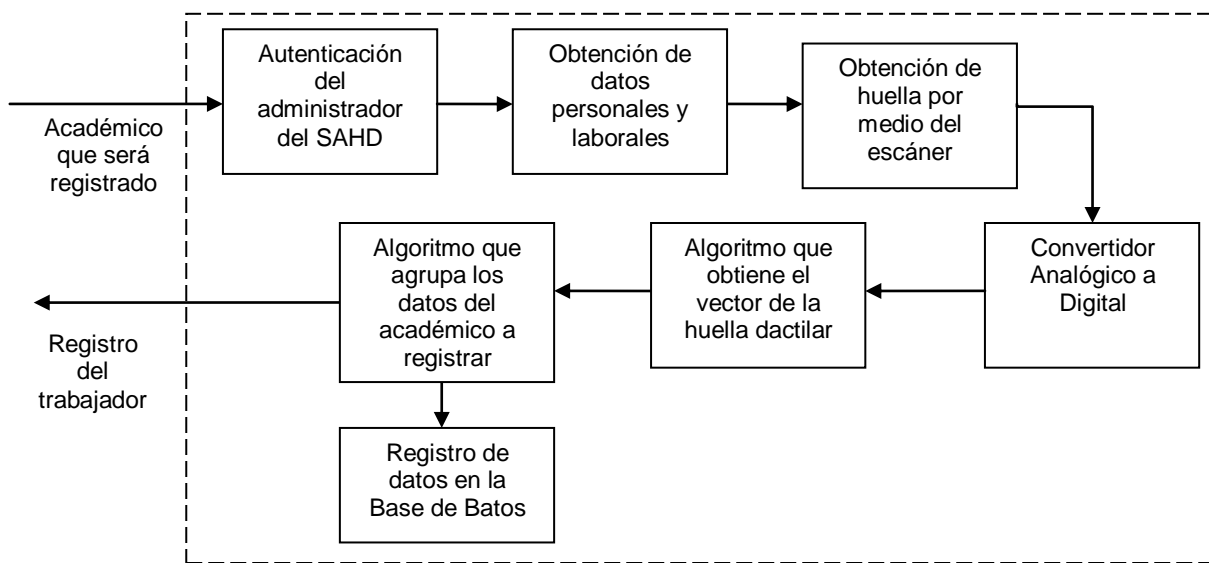 Autenticación
del
administrador
del SAHD
Obtención de
datos
personales y
laborales
Obtención de
huella por
medio del
escáner
Académico
que será
registrado
Algoritmo que
agrupa los
datos del
académico a
registrar
Algoritmo que
obtiene el
vector de la
huella dactilar
Convertidor
Analógico a
Digital
Registro
del
trabajador
Registro de
datos en la
Base de Batos